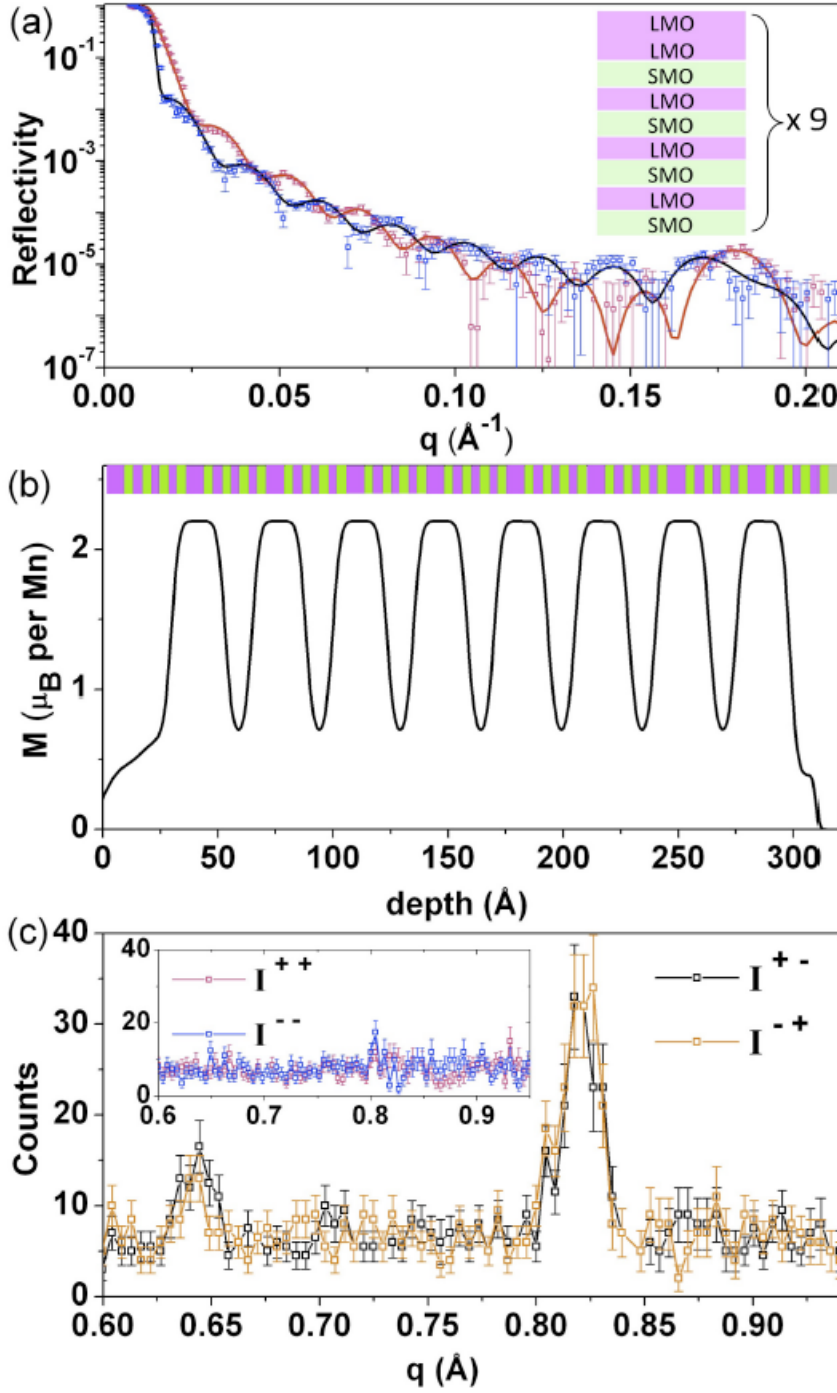 (a)
Reflectivity
10⁻¹
10⁻³
10⁻⁵
10⁻⁷
LMO
LMO
SMO
LMO
SMO
LMO
SMO
LMO
SMO
x 9
0.00 0.05 0.10 0.15 0.20
q (Å⁻¹)
(b)
M (μB per Mn)
2
1
0
0 50 100 150 200 250 300
depth (Å)
(c)
Counts
40
30
20
10
0
40
20
0
I⁺⁺
I⁻⁻
0.6 0.7 0.8 0.9
I⁺⁻
I⁻⁺
0.60 0.65 0.70 0.75 0.80 0.85 0.90
q (Å)